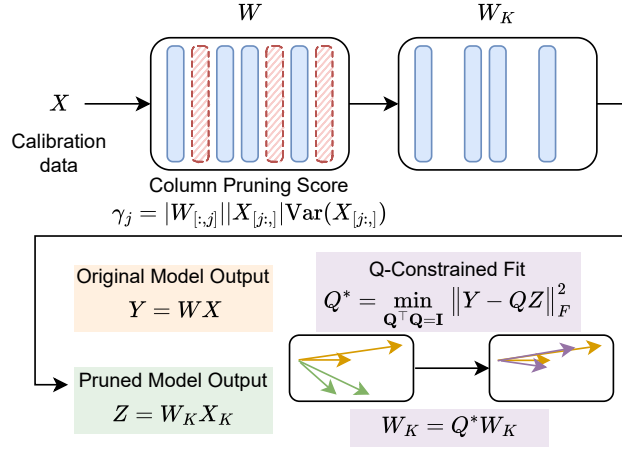 W
W_K
X
Calibration
data
Column Pruning Score
γ_j = |W_{[:,j]}||X_{[j:,]}|Var(X_{[j:,]})
Original Model Output
Y = WX
Q-Constrained Fit
Q^* = min_{Q^⊤Q=I} ‖Y − QZ‖_F^2
Pruned Model Output
Z = W_K X_K
W_K = Q^* W_K